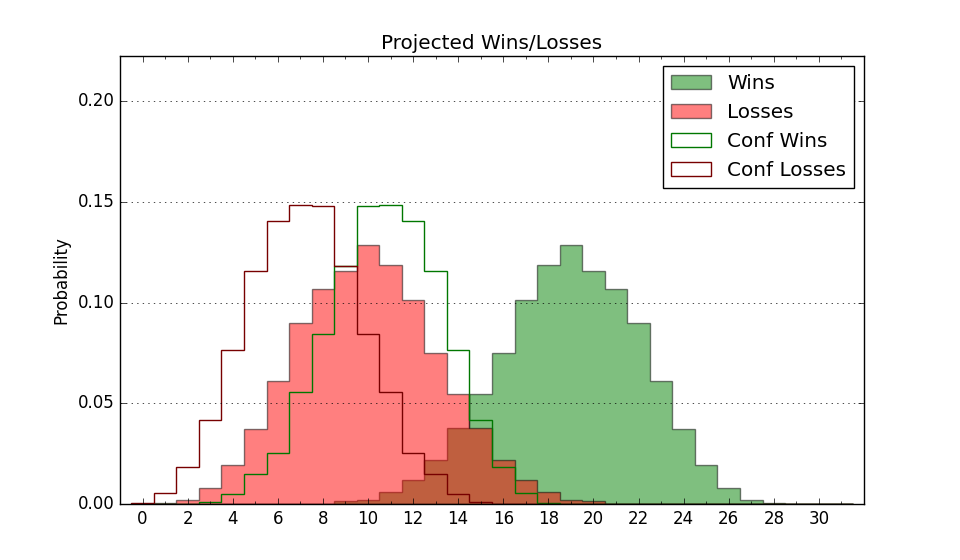 Projected Wins/Losses
Probability
0.20
0.15
0.10
0.05
0.00
0 2 4 6 8 10 12 14 16 18 20 22 24 26 28 30
Wins
Losses
Conf Wins
Conf Losses